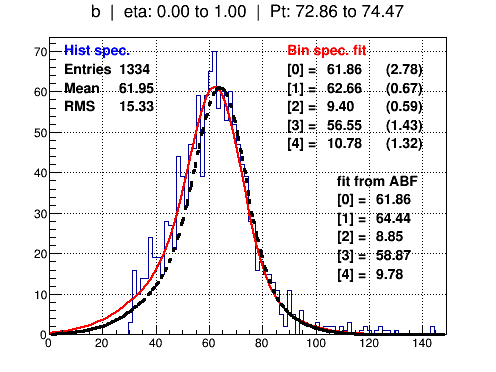 b | eta: 0.00 to 1.00 | Pt: 72.86 to 74.47
Hist spec.
Entries 1334
Mean 61.95
RMS 15.33
Bin spec. fit
[0] = 61.86 (2.78)
[1] = 62.66 (0.67)
[2] = 9.40 (0.59)
[3] = 56.55 (1.43)
[4] = 10.78 (1.32)
fit from ABF
[0] = 61.86
[1] = 64.44
[2] = 8.85
[3] = 58.87
[4] = 9.78
70
60
50
40
30
20
10
0
0 20 40 60 80 100 120 140